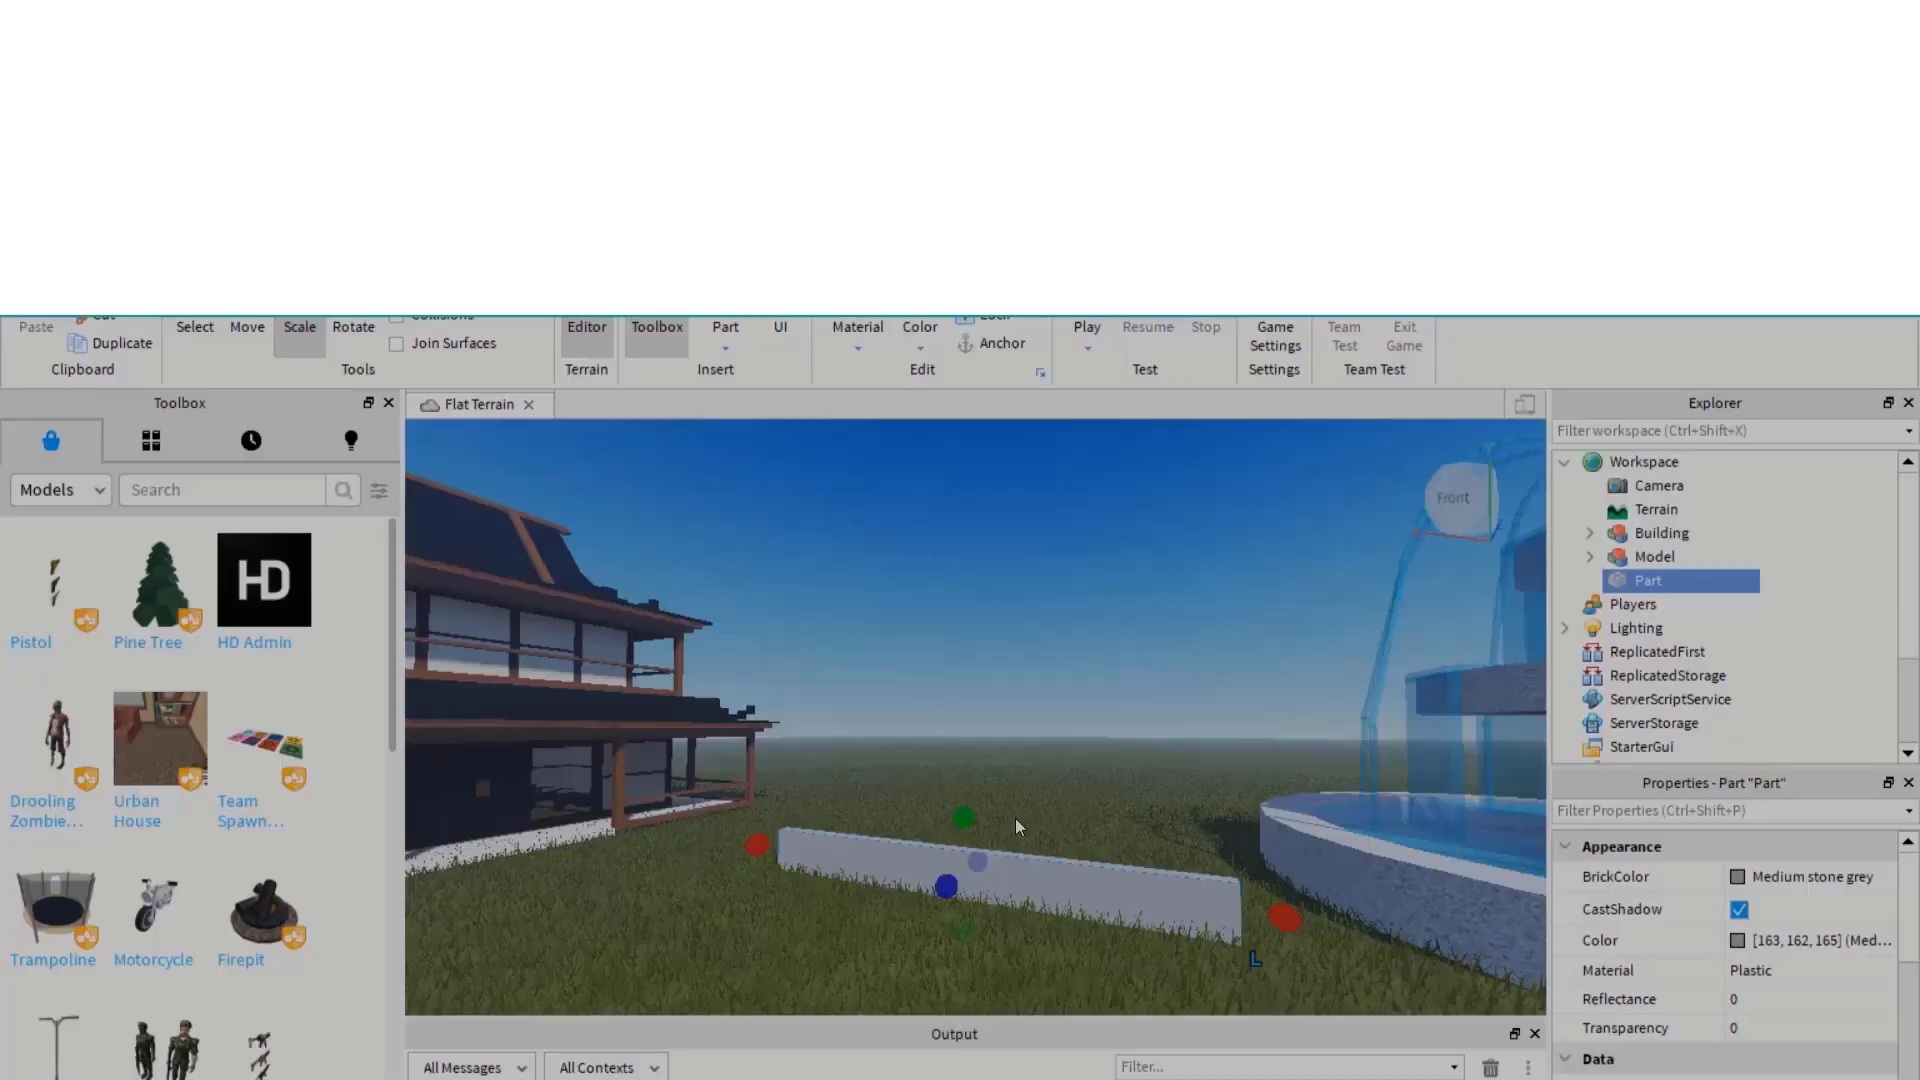 Paste
Duplicate
Clipboard
Select Move Scale Rotate
Collisions
Join Surfaces
Tools
Editor
Terrain
Toolbox Part UI
Insert
Material Color
Lock
Anchor
Edit
Play Resume Stop
Test
Game
Settings
Settings
Team
Test
Exit
Game
Team Test
Toolbox
Models
Search
Pistol
Pine Tree
HD
HD Admin
Drooling
Zombie...
Urban
House
Team
Spawn...
Trampoline
Motorcycle
Firepit
Flat Terrain
Front
L
Output
All Messages
All Contexts
Filter...
Explorer
Filter workspace (Ctrl+Shift+X)
Workspace
Camera
Terrain
Building
Model
Part
Players
Lighting
ReplicatedFirst
ReplicatedStorage
ServerScriptService
ServerStorage
StarterGui
Properties - Part "Part"
Filter Properties (Ctrl+Shift+P)
Appearance
BrickColor Medium stone grey
CastShadow
Color [163, 162, 165] (Med...
Material Plastic
Reflectance 0
Transparency 0
Data